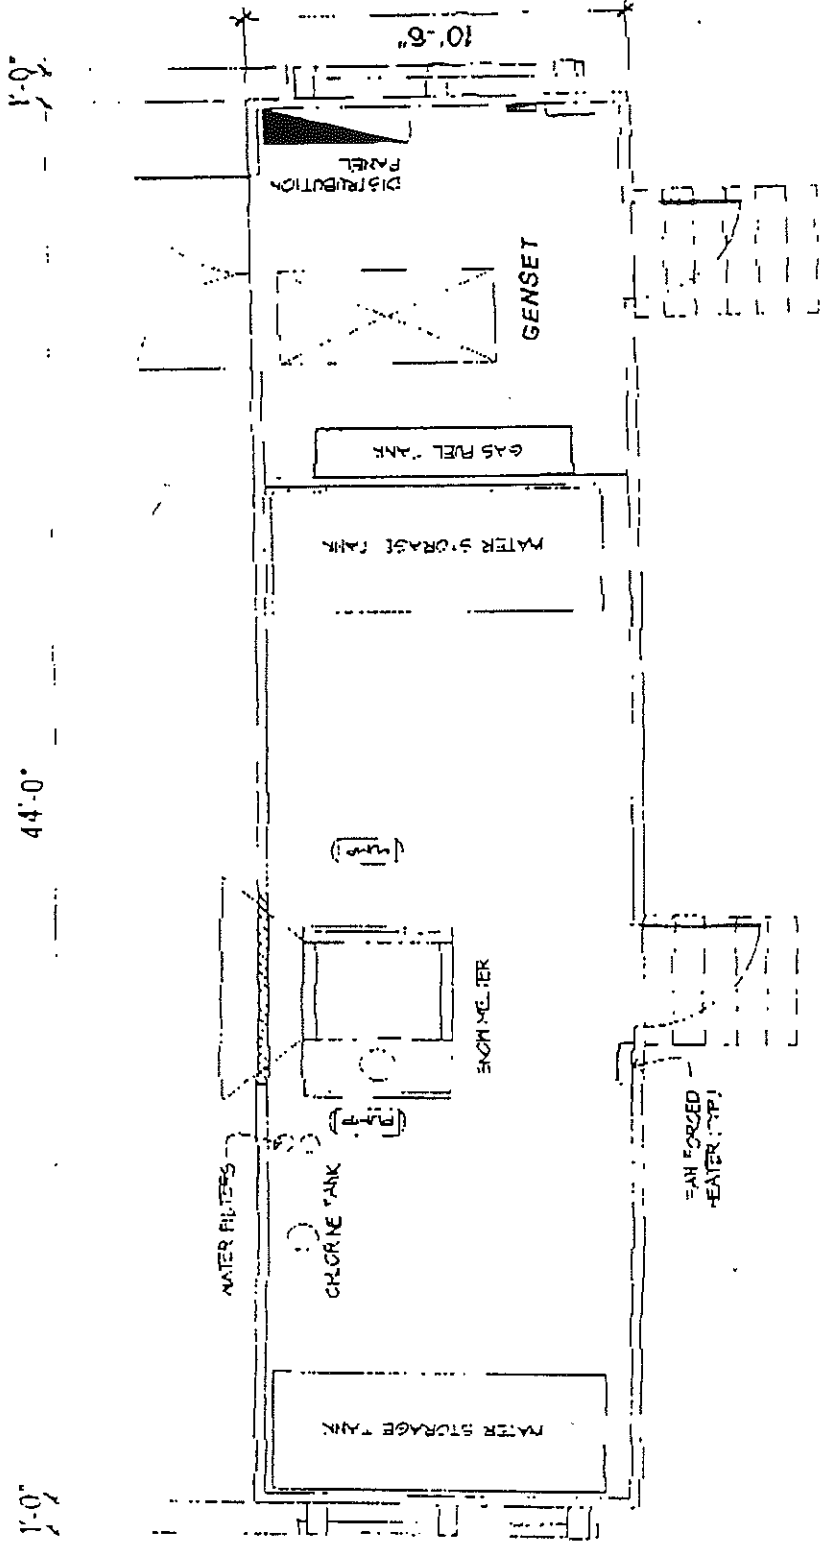 10'-6"
1'-0"
DISTRIBUTION
PANEL
GENSET
GAS FUEL TANK
WATER STORAGE TANK
44'-0"
PUMP
SNOW MELTER
PUMP
WATER FILTERS
CHLORINE TANK
FAN FORCED
HEATER (TYP)
WATER STORAGE TANK
1'-0"